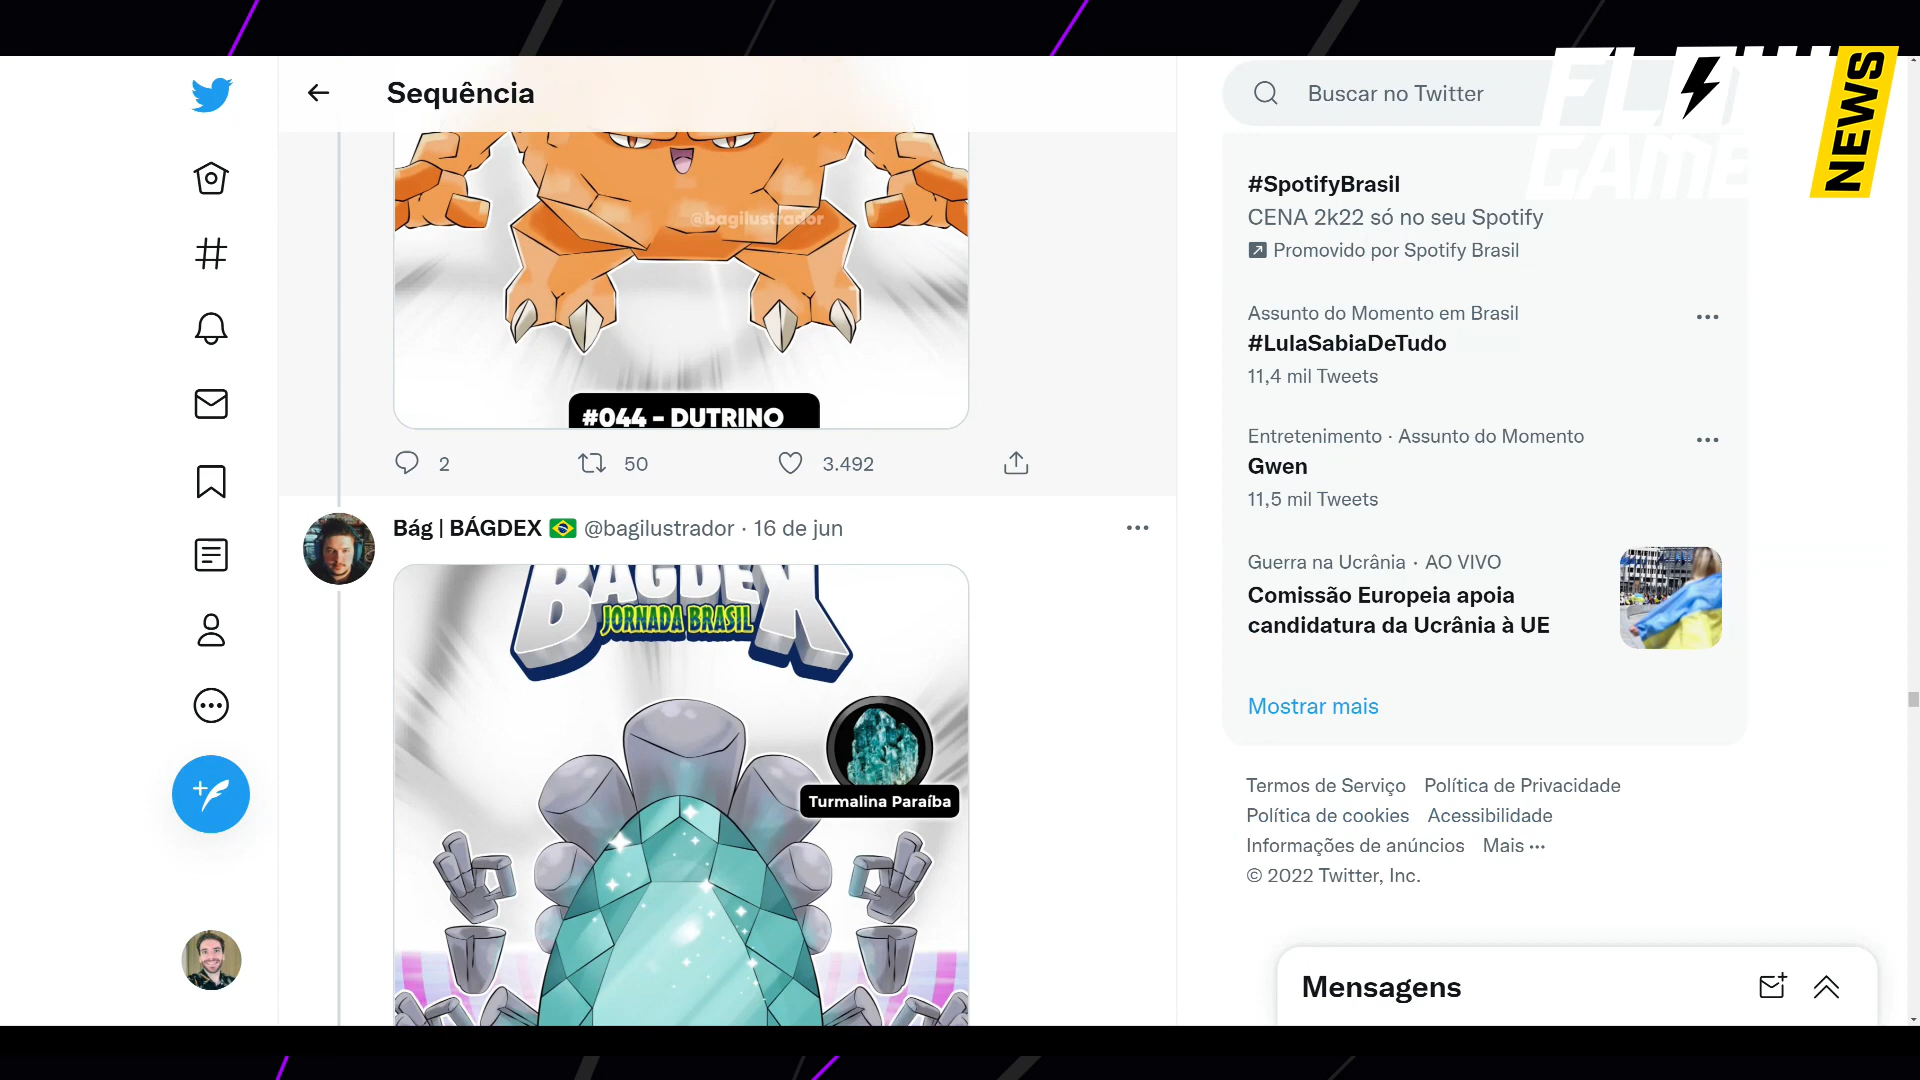 Sequência
@bagilustrador
#044 - DUTRINO
2
50
3.492
Bág | BÁGDEX 🇧🇷 @bagilustrador · 16 de jun
BÁGDEX
JORNADA BRASIL
Turmalina Paraíba
Buscar no Twitter
FLOW
GAMES
NEWS
#SpotifyBrasil
CENA 2k22 só no seu Spotify
Promovido por Spotify Brasil
Assunto do Momento em Brasil
#LulaSabiaDeTudo
11,4 mil Tweets
Entretenimento · Assunto do Momento
Gwen
11,5 mil Tweets
Guerra na Ucrânia · AO VIVO
Comissão Europeia apoia
candidatura da Ucrânia à UE
Mostrar mais
Termos de Serviço Política de Privacidade
Política de cookies Acessibilidade
Informações de anúncios Mais ···
© 2022 Twitter, Inc.
Mensagens